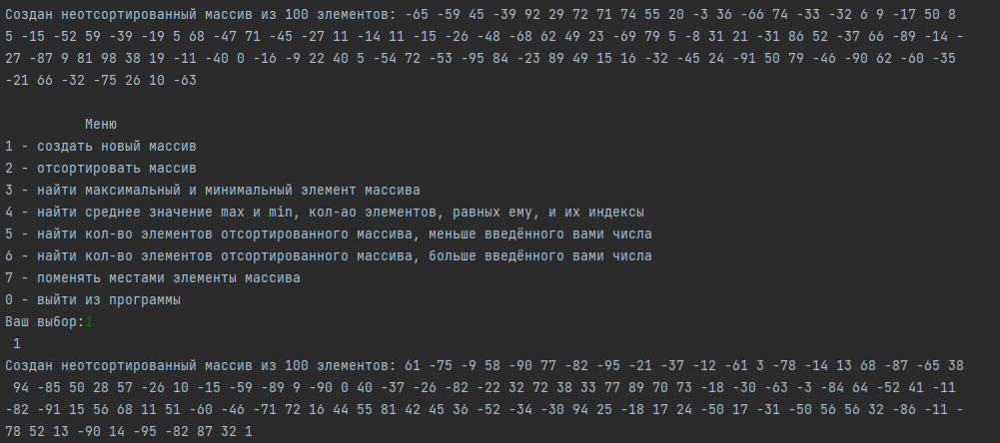 Создан неотсортированный массив из 100 элементов: -65 -59 45 -39 92 29 72 71 74 55 20 -3 36 -66 74 -33 -32 6 9 -17 50 8
5 -15 -52 59 -39 -19 5 68 -47 71 -45 -27 11 -14 11 -15 -26 -48 -68 62 49 23 -69 79 5 -8 31 21 -31 86 52 -37 66 -89 -14 -
27 -87 9 81 98 38 19 -11 -40 0 -16 -9 22 40 5 -54 72 -53 -95 84 -23 89 49 15 16 -32 -45 24 -91 50 79 -46 -90 62 -60 -35
-21 66 -32 -75 26 10 -63
Меню
1 - создать новый массив
2 - отсортировать массив
3 - найти максимальный и минимальный элемент массива
4 - найти среднее значение max и min, кол-ао элементов, равных ему, и их индексы
5 - найти кол-во элементов отсортированного массива, меньше введённого вами числа
6 - найти кол-во элементов отсортированного массива, больше введённого вами числа
7 - поменять местами элементы массива
0 - выйти из программы
Ваш выбор:1
1
Создан неотсортированный массив из 100 элементов: 61 -75 -9 58 -90 77 -82 -95 -21 -37 -12 -61 3 -78 -14 13 68 -87 -65 38
94 -85 50 28 57 -26 10 -15 -59 -89 9 -90 0 40 -37 -26 -82 -22 32 72 38 33 77 89 70 73 -18 -30 -63 -3 -84 64 -52 41 -11
-82 -91 15 56 68 11 51 -60 -46 -71 72 16 44 55 81 42 45 36 -52 -34 -30 94 25 -18 17 24 -50 17 -31 -50 56 56 32 -86 -11 -
78 52 13 -90 14 -95 -82 87 32 1